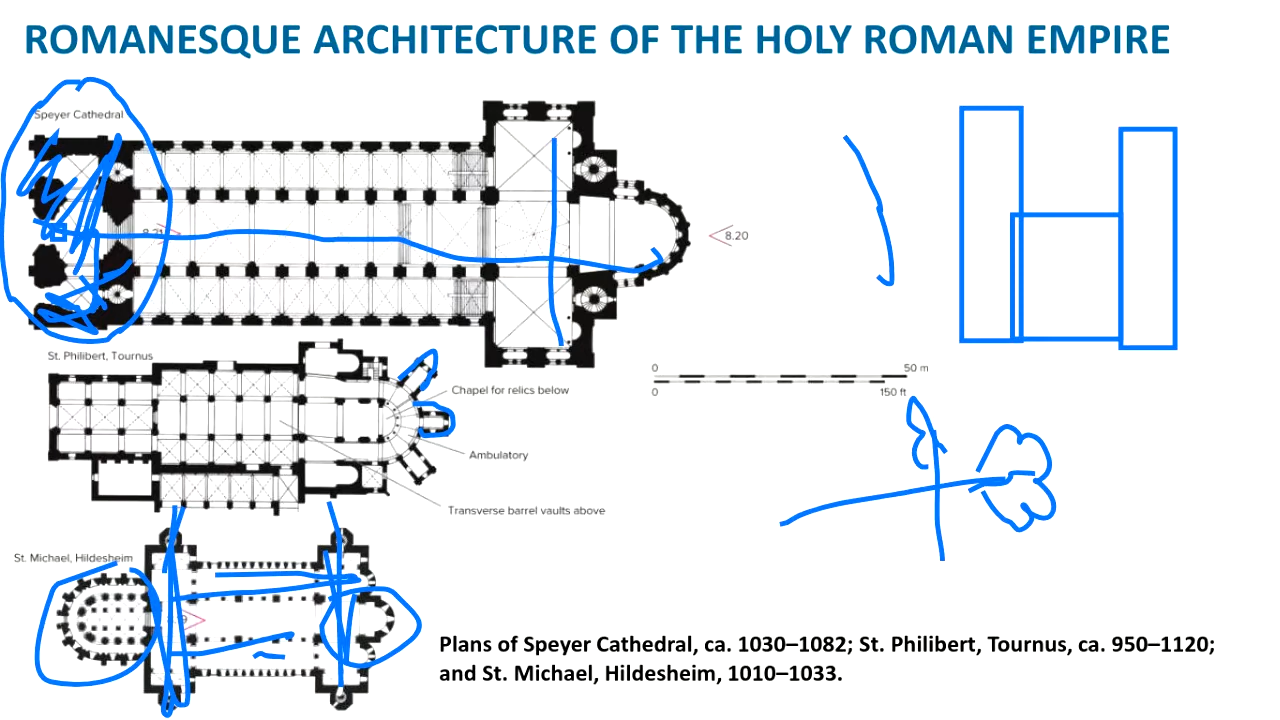 ROMANESQUE ARCHITECTURE OF THE HOLY ROMAN EMPIRE
Speyer Cathedral
8.21
8.20
St. Philibert, Tournus
0 50 m
0 150 ft
Chapel for relics below
Ambulatory
Transverse barrel vaults above
St. Michael, Hildesheim
Plans of Speyer Cathedral, ca. 1030–1082; St. Philibert, Tournus, ca. 950–1120;
and St. Michael, Hildesheim, 1010–1033.